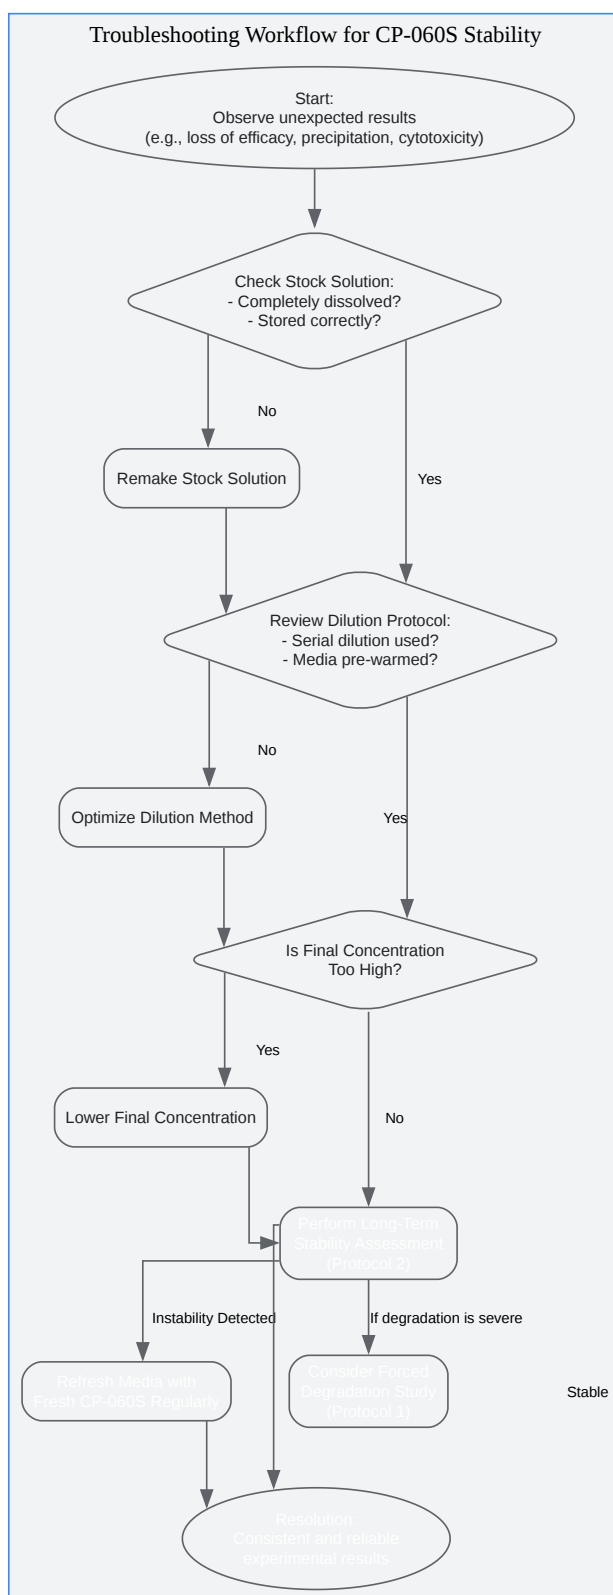 Troubleshooting Workflow for CP-060S Stability
Start:
Observe unexpected results
(e.g., loss of efficacy, precipitation, cytotoxicity)
Check Stock Solution:
- Completely dissolved?
- Stored correctly?
No
Remake Stock Solution
Yes
Review Dilution Protocol:
- Serial dilution used?
- Media pre-warmed?
No
Optimize Dilution Method
Yes
Is Final Concentration
Too High?
Yes
Lower Final Concentration
No
Perform Long-Term
Stability Assessment
(Protocol 2)
Instability Detected
If degradation is severe
Refresh Media with
Fresh CP-060S Regularly
Consider Forced
Degradation Study
(Protocol 1)
Stable
Resolution:
Consistent and reliable
experimental results